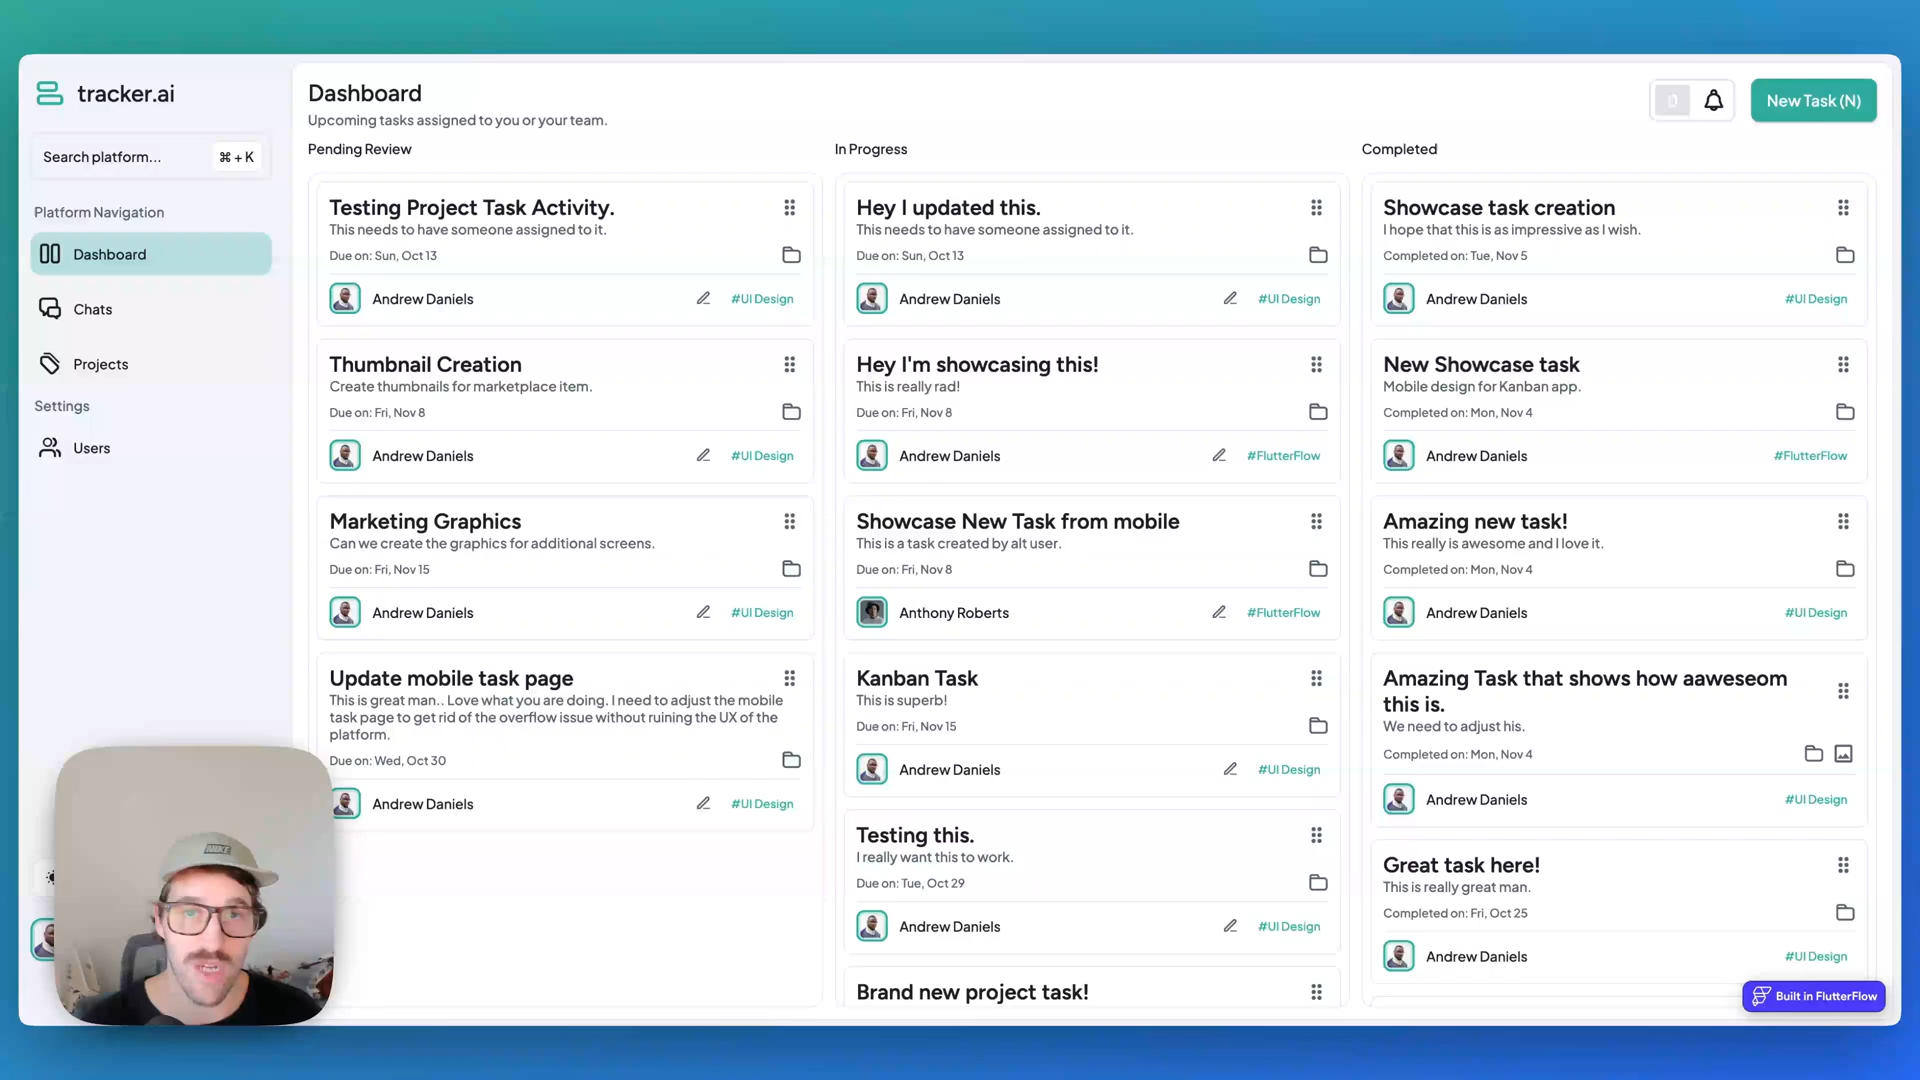 tracker.ai
Search platform...
⌘ + K
Platform Navigation
Dashboard
Chats
Projects
Settings
Users
Dashboard
Upcoming tasks assigned to you or your team.
New Task (N)
Pending Review
Testing Project Task Activity.
This needs to have someone assigned to it.
Due on: Sun, Oct 13
Andrew Daniels
#UI Design
Thumbnail Creation
Create thumbnails for marketplace item.
Due on: Fri, Nov 8
Andrew Daniels
#UI Design
Marketing Graphics
Can we create the graphics for additional screens.
Due on: Fri, Nov 15
Andrew Daniels
#UI Design
Update mobile task page
This is great man.. Love what you are doing. I need to adjust the mobile
task page to get rid of the overflow issue without ruining the UX of the
platform.
Due on: Wed, Oct 30
Andrew Daniels
#UI Design
In Progress
Hey I updated this.
This needs to have someone assigned to it.
Due on: Sun, Oct 13
Andrew Daniels
#UI Design
Hey I'm showcasing this!
This is really rad!
Due on: Fri, Nov 8
Andrew Daniels
#FlutterFlow
Showcase New Task from mobile
This is a task created by alt user.
Due on: Fri, Nov 8
Anthony Roberts
#FlutterFlow
Kanban Task
This is superb!
Due on: Fri, Nov 15
Andrew Daniels
#UI Design
Testing this.
I really want this to work.
Due on: Tue, Oct 29
Andrew Daniels
#UI Design
Brand new project task!
Completed
Showcase task creation
I hope that this is as impressive as I wish.
Completed on: Tue, Nov 5
Andrew Daniels
#UI Design
New Showcase task
Mobile design for Kanban app.
Completed on: Mon, Nov 4
Andrew Daniels
#FlutterFlow
Amazing new task!
This really is awesome and I love it.
Completed on: Mon, Nov 4
Andrew Daniels
#UI Design
Amazing Task that shows how aaweseom
this is.
We need to adjust his.
Completed on: Mon, Nov 4
Andrew Daniels
#UI Design
Great task here!
This is really great man.
Completed on: Fri, Oct 25
Andrew Daniels
#UI Design
Built in FlutterFlow
NIKE